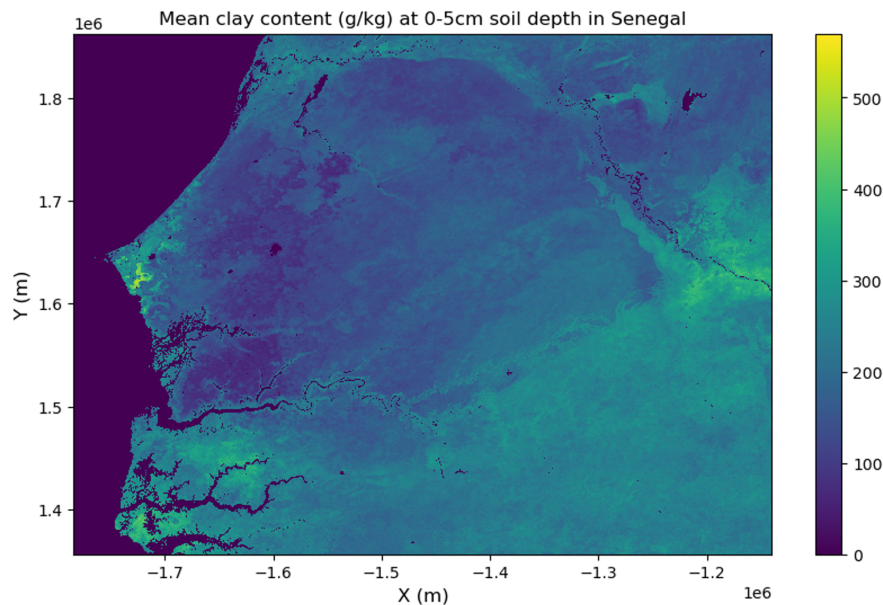 Mean clay content (g/kg) at 0-5cm soil depth in Senegal
1e6
1.8
1.7
1.6
1.5
1.4
Y (m)
−1.7 −1.6 −1.5 −1.4 −1.3 −1.2
1e6
X (m)
500
400
300
200
100
0